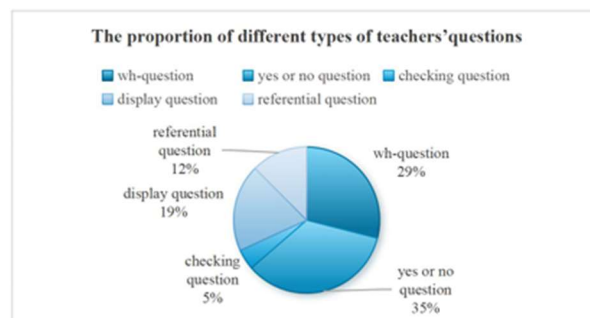 The proportion of different types of teachers'questions
wh-question yes or no question checking question
display question referential question
referential
question
12%
wh-question
29%
display question
19%
checking
question
5%
yes or no
question
35%